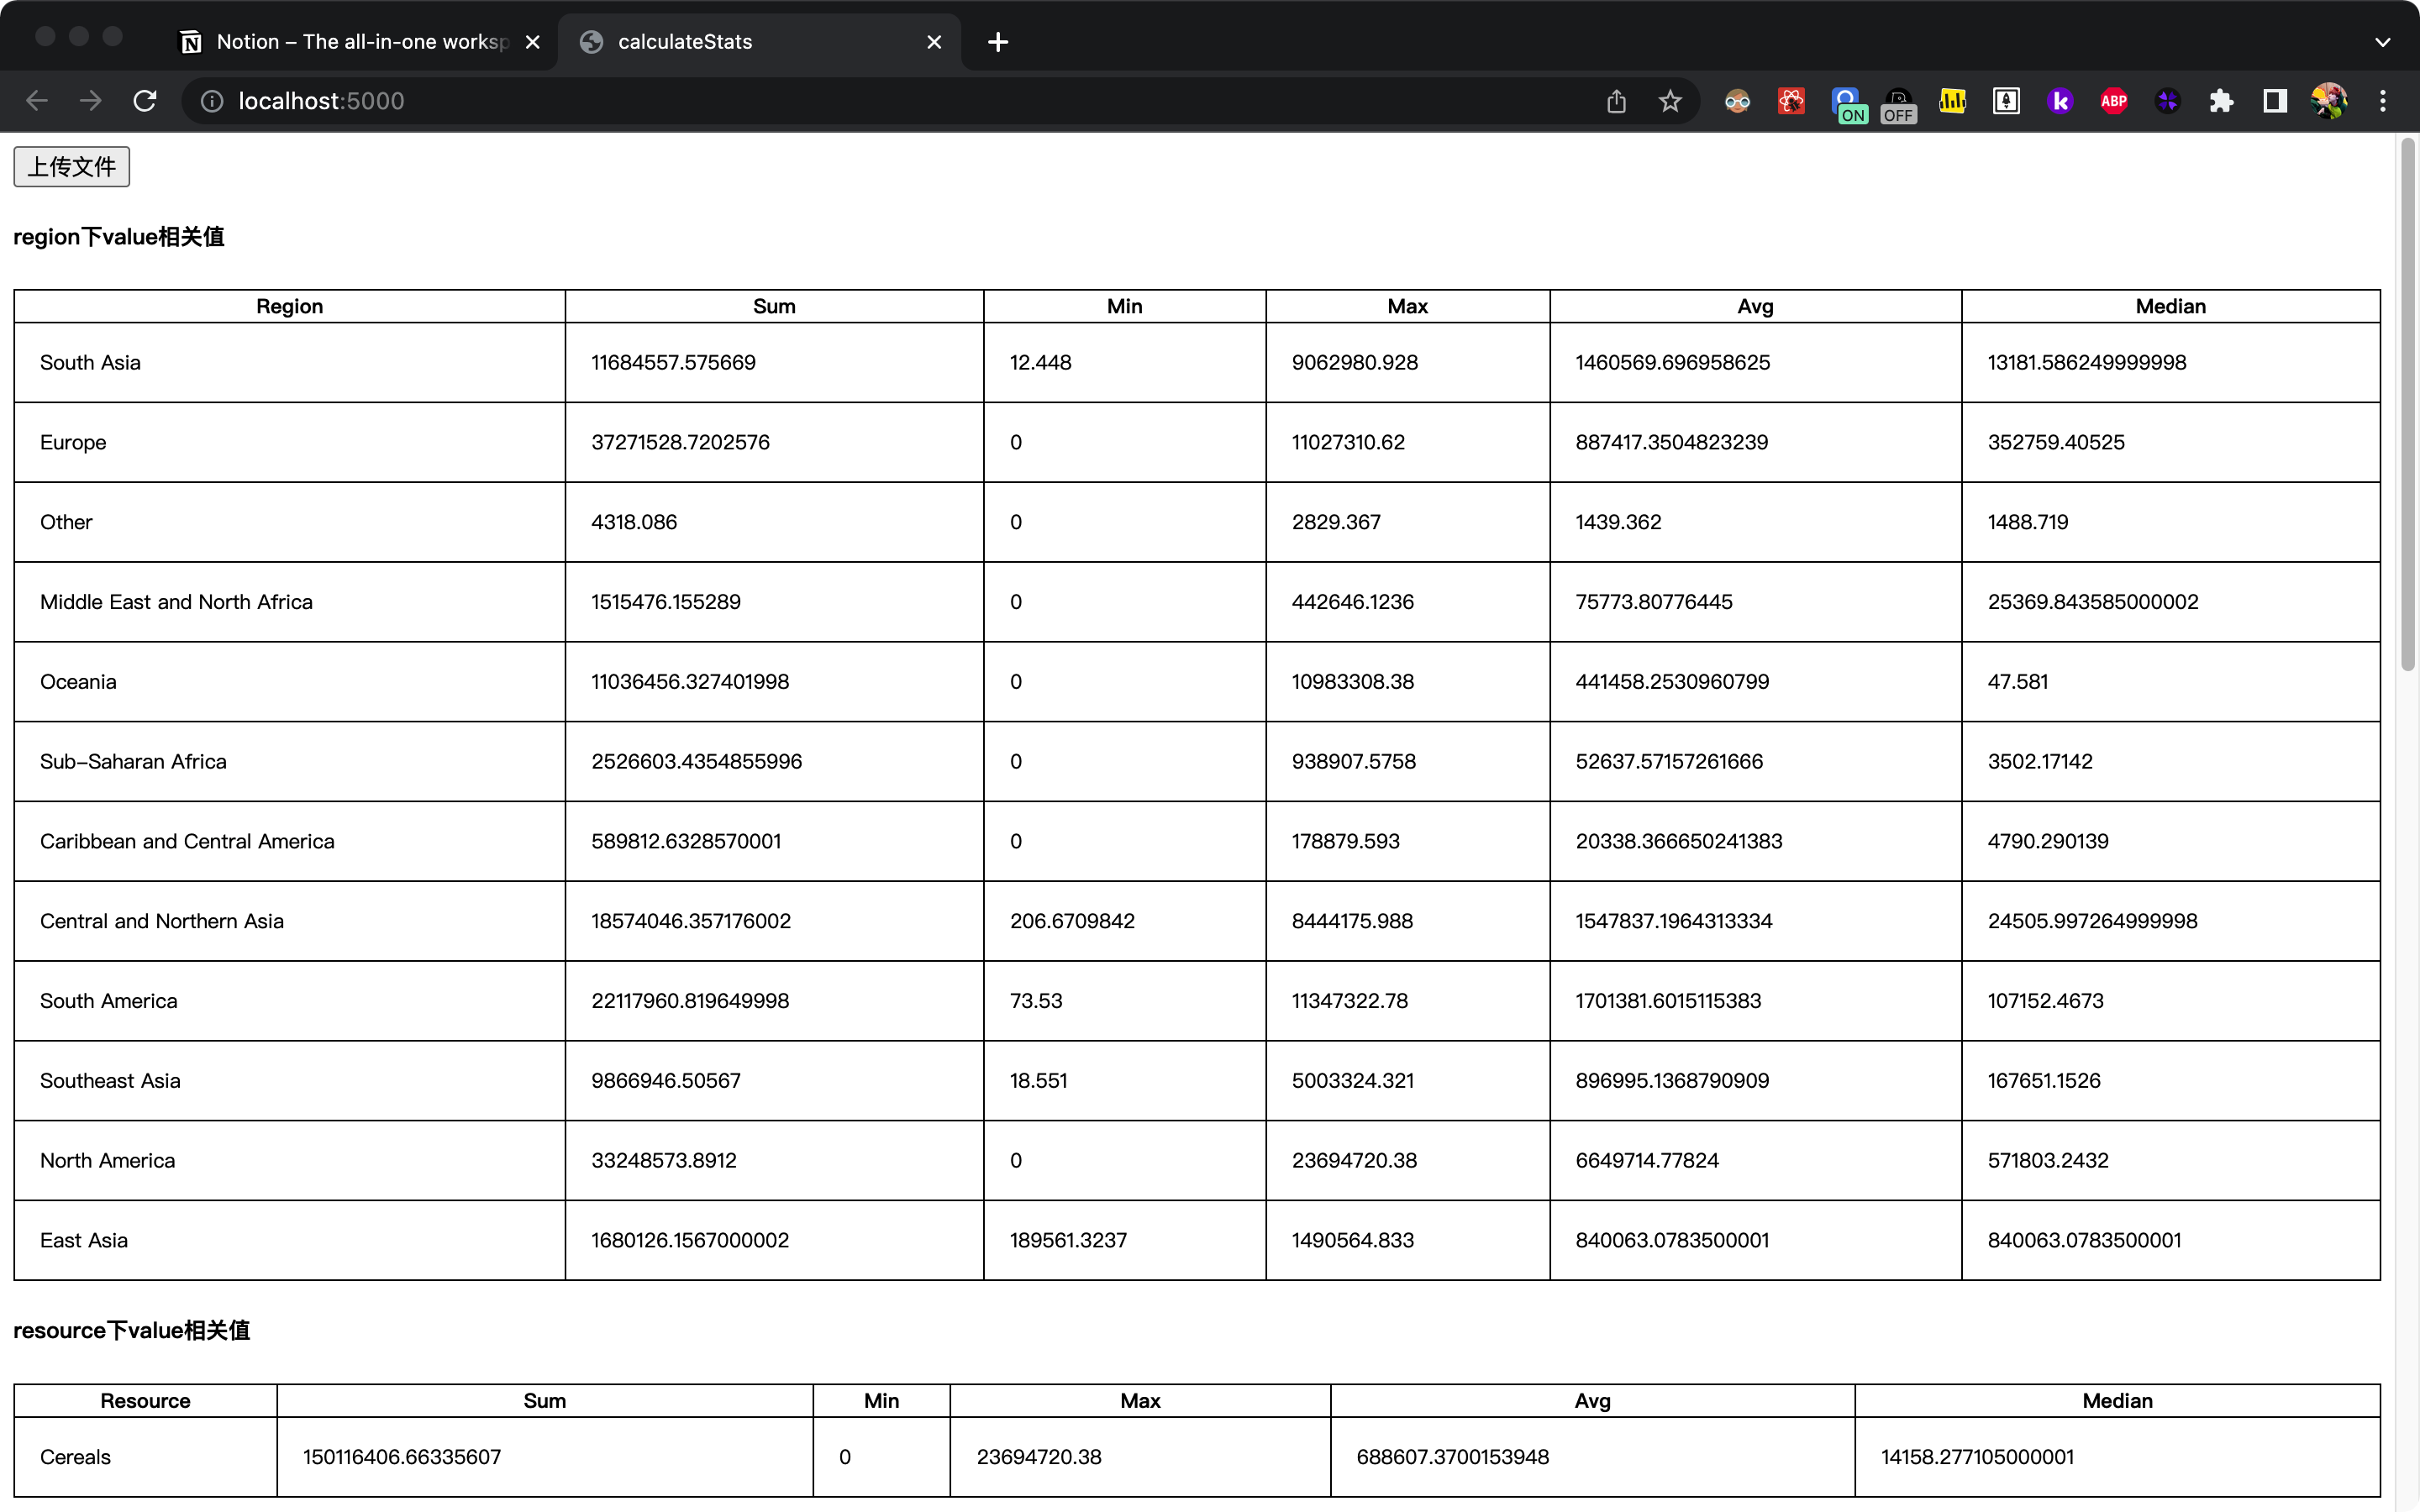 Notion – The all-in-one worksp
calculateStats
localhost:5000
ON
OFF
k
ABP
上传文件
region下value相关值
Region Sum Min Max Avg Median
South Asia 11684557.575669 12.448 9062980.928 1460569.696958625 13181.586249999998
Europe 37271528.7202576 0 11027310.62 887417.3504823239 352759.40525
Other 4318.086 0 2829.367 1439.362 1488.719
Middle East and North Africa 1515476.155289 0 442646.1236 75773.80776445 25369.843585000002
Oceania 11036456.327401998 0 10983308.38 441458.2530960799 47.581
Sub-Saharan Africa 2526603.4354855996 0 938907.5758 52637.57157261666 3502.17142
Caribbean and Central America 589812.6328570001 0 178879.593 20338.366650241383 4790.290139
Central and Northern Asia 18574046.357176002 206.6709842 8444175.988 1547837.1964313334 24505.997264999998
South America 22117960.819649998 73.53 11347322.78 1701381.6015115383 107152.4673
Southeast Asia 9866946.50567 18.551 5003324.321 896995.1368790909 167651.1526
North America 33248573.8912 0 23694720.38 6649714.77824 571803.2432
East Asia 1680126.1567000002 189561.3237 1490564.833 840063.0783500001 840063.0783500001
resource下value相关值
Resource Sum Min Max Avg Median
Cereals 150116406.66335607 0 23694720.38 688607.3700153948 14158.277105000001